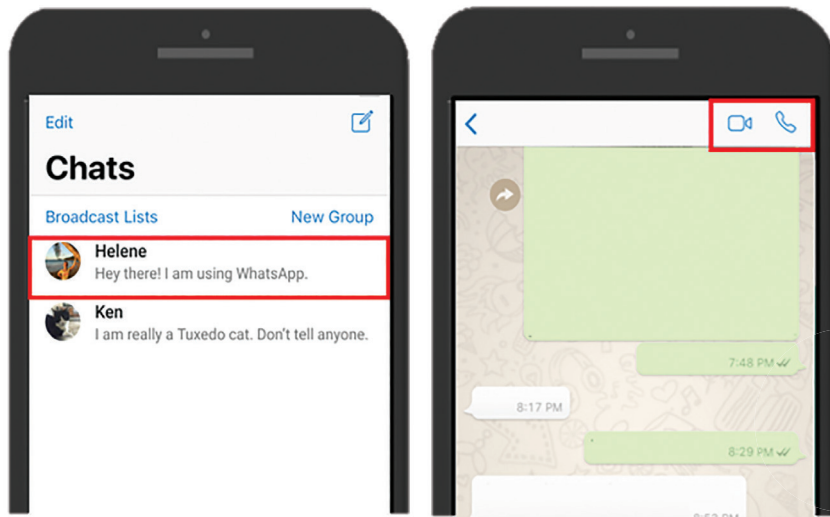 Edit
Chats
Broadcast Lists New Group
Helene
Hey there! I am using WhatsApp.
Ken
I am really a Tuxedo cat. Don't tell anyone.
7:48 PM
8:17 PM
8:29 PM